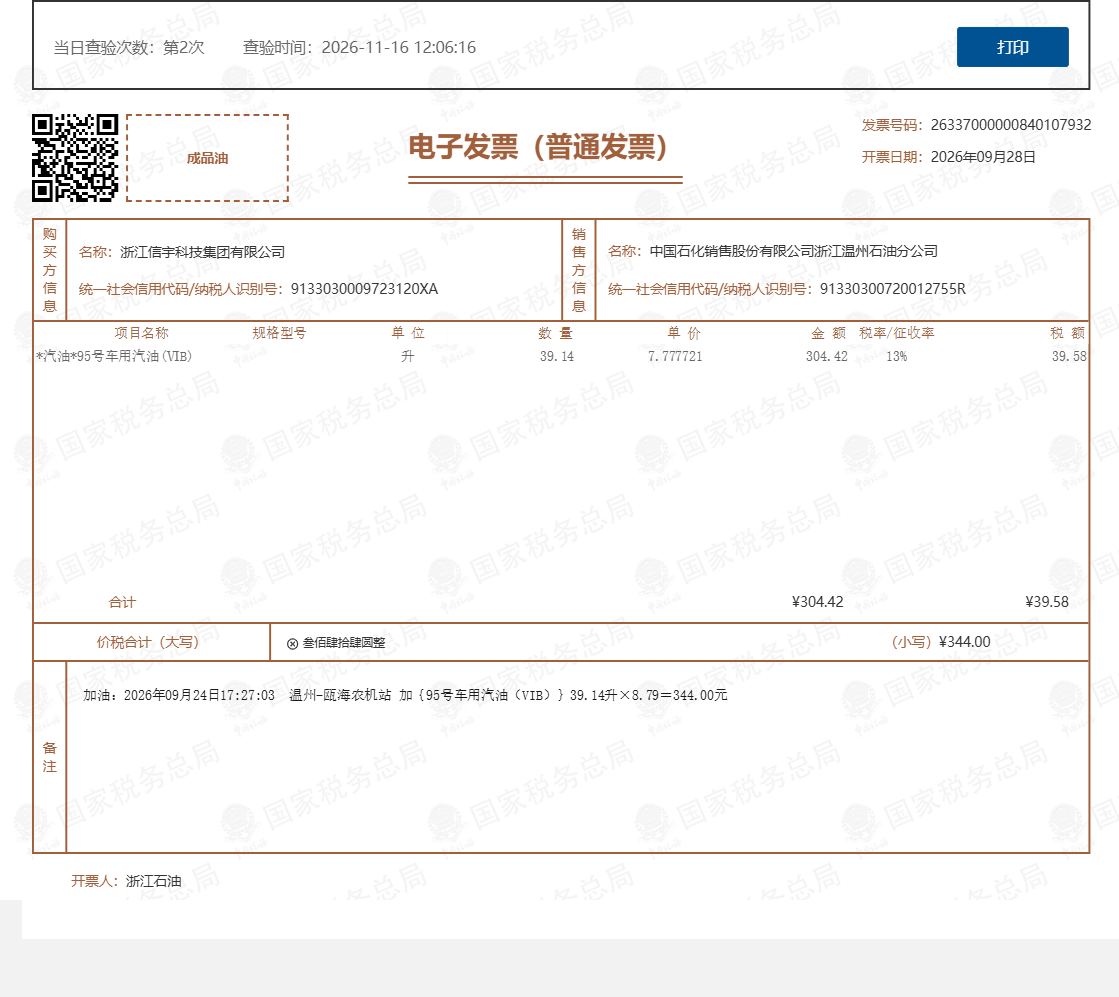 当日查验次数：第2次 查验时间：2026-11-16 12:06:16 打印
成品油
电子发票（普通发票）
发票号码：26337000000840107932
开票日期：2026年09月28日
购买方信息
名称：浙江信宇科技集团有限公司
统一社会信用代码/纳税人识别号：9133030009723120XA
销售方信息
名称：中国石化销售股份有限公司浙江温州石油分公司
统一社会信用代码/纳税人识别号：91330300720012755R
项目名称 规格型号 单位 数量 单价 金额 税率/征收率 税额
*汽油*95号车用汽油(VIB) 升 39.14 7.777721 304.42 13% 39.58
合计 ¥304.42 ¥39.58
价税合计（大写） ⊗ 叁佰肆拾肆圆整 （小写）¥344.00
备注
加油：2026年09月24日17:27:03 温州-瓯海农机站 加｛95号车用汽油（VIB）｝39.14升×8.79＝344.00元
开票人：浙江石油
国家税务总局